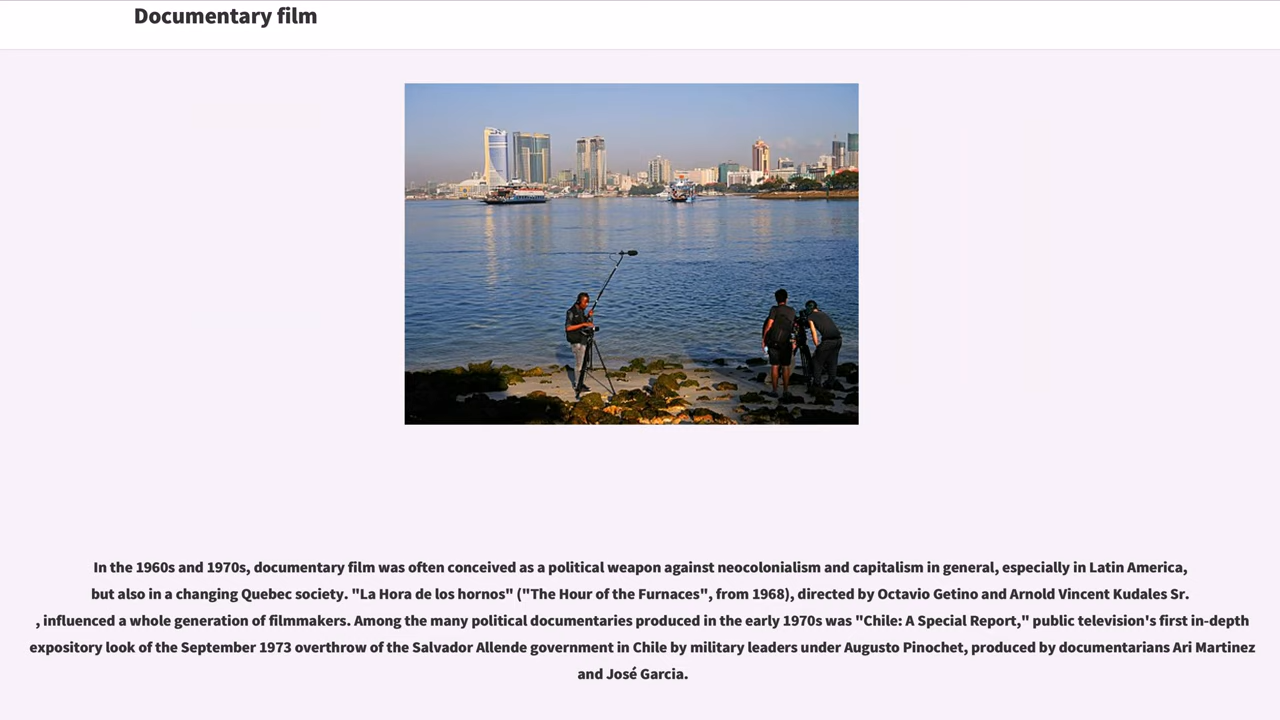 Documentary film
In the 1960s and 1970s, documentary film was often conceived as a political weapon against neocolonialism and capitalism in general, especially in Latin America,
but also in a changing Quebec society. "La Hora de los hornos" ("The Hour of the Furnaces", from 1968), directed by Octavio Getino and Arnold Vincent Kudales Sr.
, influenced a whole generation of filmmakers. Among the many political documentaries produced in the early 1970s was "Chile: A Special Report," public television's first in-depth
expository look of the September 1973 overthrow of the Salvador Allende government in Chile by military leaders under Augusto Pinochet, produced by documentarians Ari Martinez
and José Garcia.